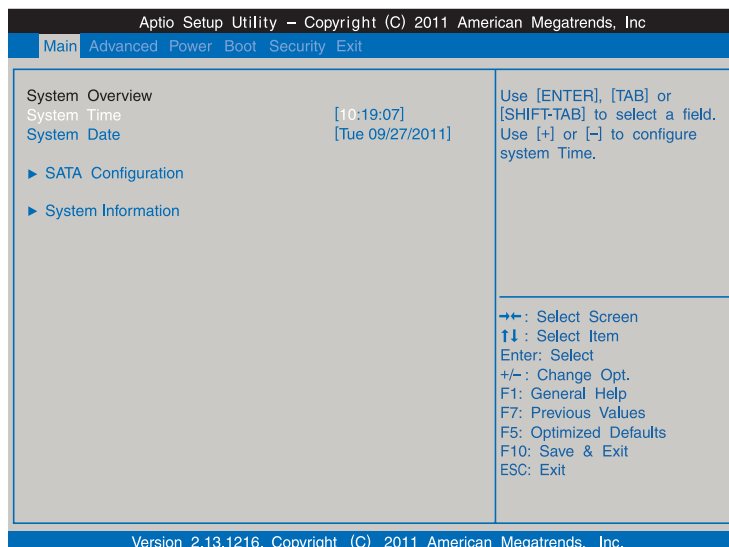 Aptio Setup Utility – Copyright (C) 2011 American Megatrends, Inc
Main Advanced Power Boot Security Exit
System Overview
System Time [10:19:07]
System Date [Tue 09/27/2011]
► SATA Configuration
► System Information
Use [ENTER], [TAB] or
[SHIFT-TAB] to select a field.
Use [+] or [–] to configure
system Time.
→←: Select Screen
↑↓ : Select Item
Enter: Select
+/– : Change Opt.
F1: General Help
F7: Previous Values
F5: Optimized Defaults
F10: Save & Exit
ESC: Exit
Version 2.13.1216. Copyright (C) 2011 American Megatrends, Inc.